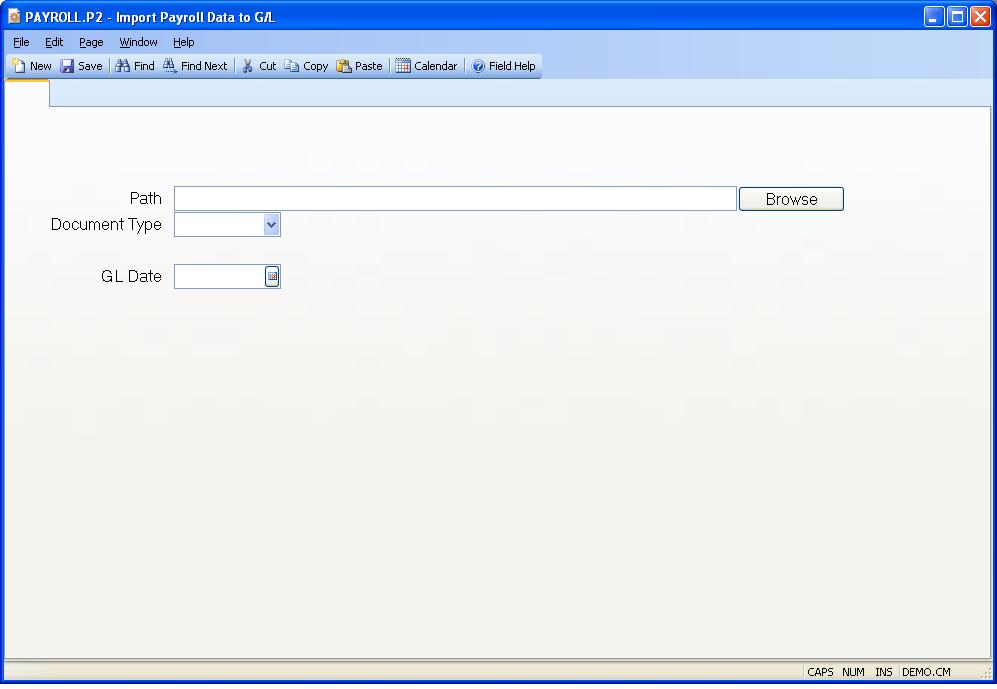 PAYROLL.P2 - Import Payroll Data to G/L
File Edit Page Window Help
New Save Find Find Next Cut Copy Paste Calendar Field Help
Path Browse
Document Type
GL Date
CAPS NUM INS DEMO.CM